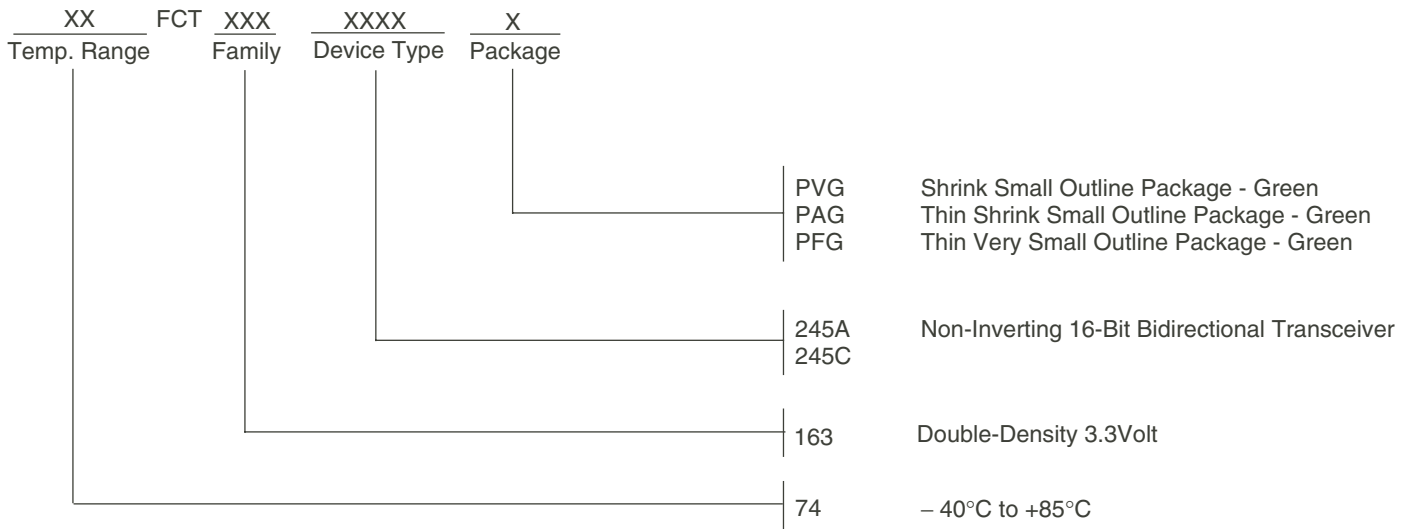 XX FCT XXX XXXX X
Temp. Range Family Device Type Package
PVG Shrink Small Outline Package - Green
PAG Thin Shrink Small Outline Package - Green
PFG Thin Very Small Outline Package - Green
245A Non-Inverting 16-Bit Bidirectional Transceiver
245C
163 Double-Density 3.3Volt
74 – 40°C to +85°C